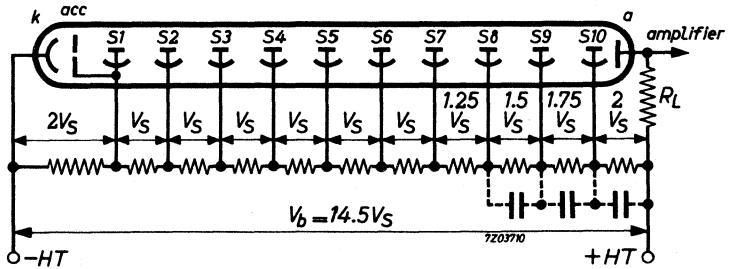 k acc S1 S2 S3 S4 S5 S6 S7 S8 S9 S10 a amplifier
R_L
1.25 1.5 1.75 2
2V_S V_S V_S V_S V_S V_S V_S V_S V_S V_S V_S
V_b=14.5V_S
7Z03710
-HT +HT